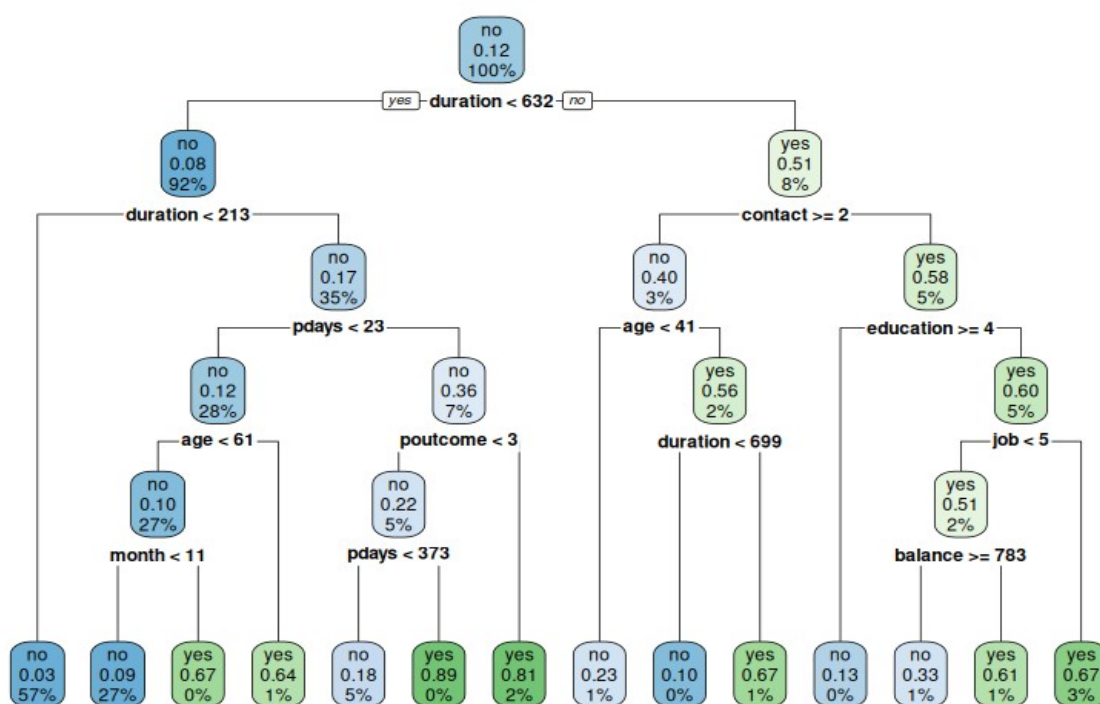 no
0.12
100%
yes duration < 632 no
no
0.08
92%
yes
0.51
8%
duration < 213
contact >= 2
no
0.17
35%
no
0.40
3%
yes
0.58
5%
pdays < 23
age < 41
education >= 4
no
0.12
28%
no
0.36
7%
yes
0.56
2%
yes
0.60
5%
age < 61
poutcome < 3
duration < 699
job < 5
no
0.10
27%
no
0.22
5%
yes
0.51
2%
month < 11
pdays < 373
balance >= 783
no
0.03
57%
no
0.09
27%
yes
0.67
0%
yes
0.64
1%
no
0.18
5%
yes
0.89
0%
yes
0.81
2%
no
0.23
1%
no
0.10
0%
yes
0.67
1%
no
0.13
0%
no
0.33
1%
yes
0.61
1%
yes
0.67
3%